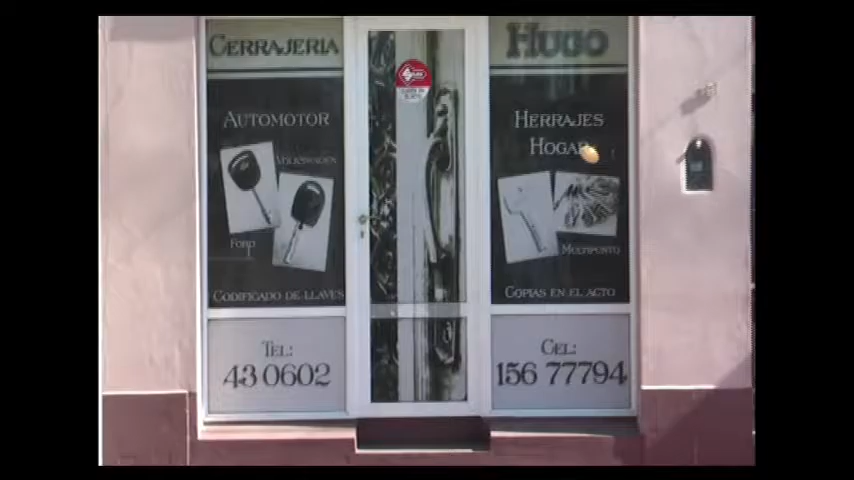 CERRAJERIA
HUGO
AUTOMOTOR
VOLKSWAGEN
FORD
CODIFICADO DE LLAVES
HERRAJES
HOGAR
MULTIPUNTO
COPIAS EN EL ACTO
TEL:
43 0602
CEL:
156 77794